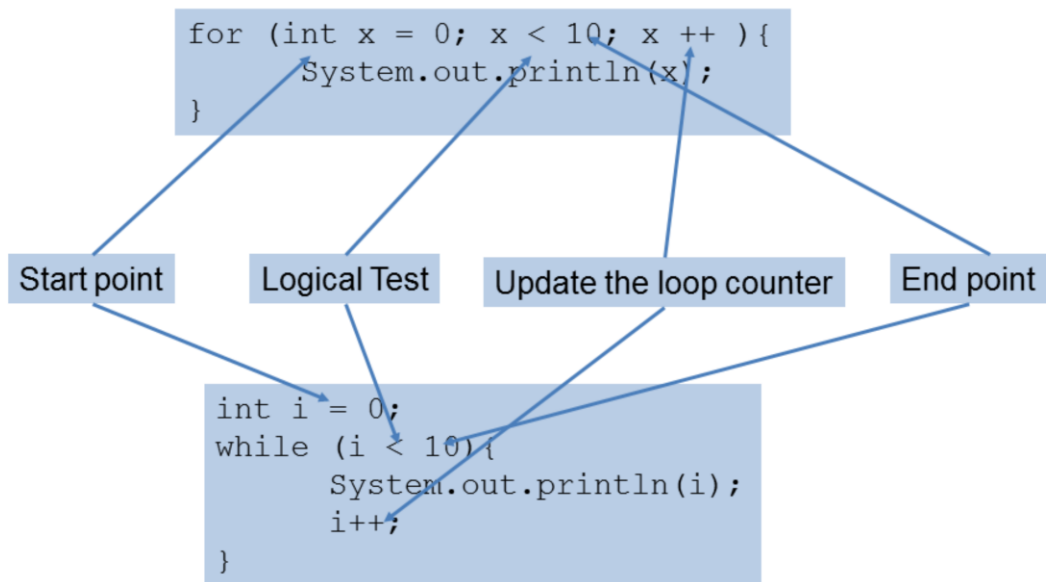 for (int x = 0; x < 10; x ++ ){
System.out.println(x);
}
Start point
Logical Test
Update the loop counter
End point
int i = 0;
while (i < 10){
System.out.println(i);
i++;
}